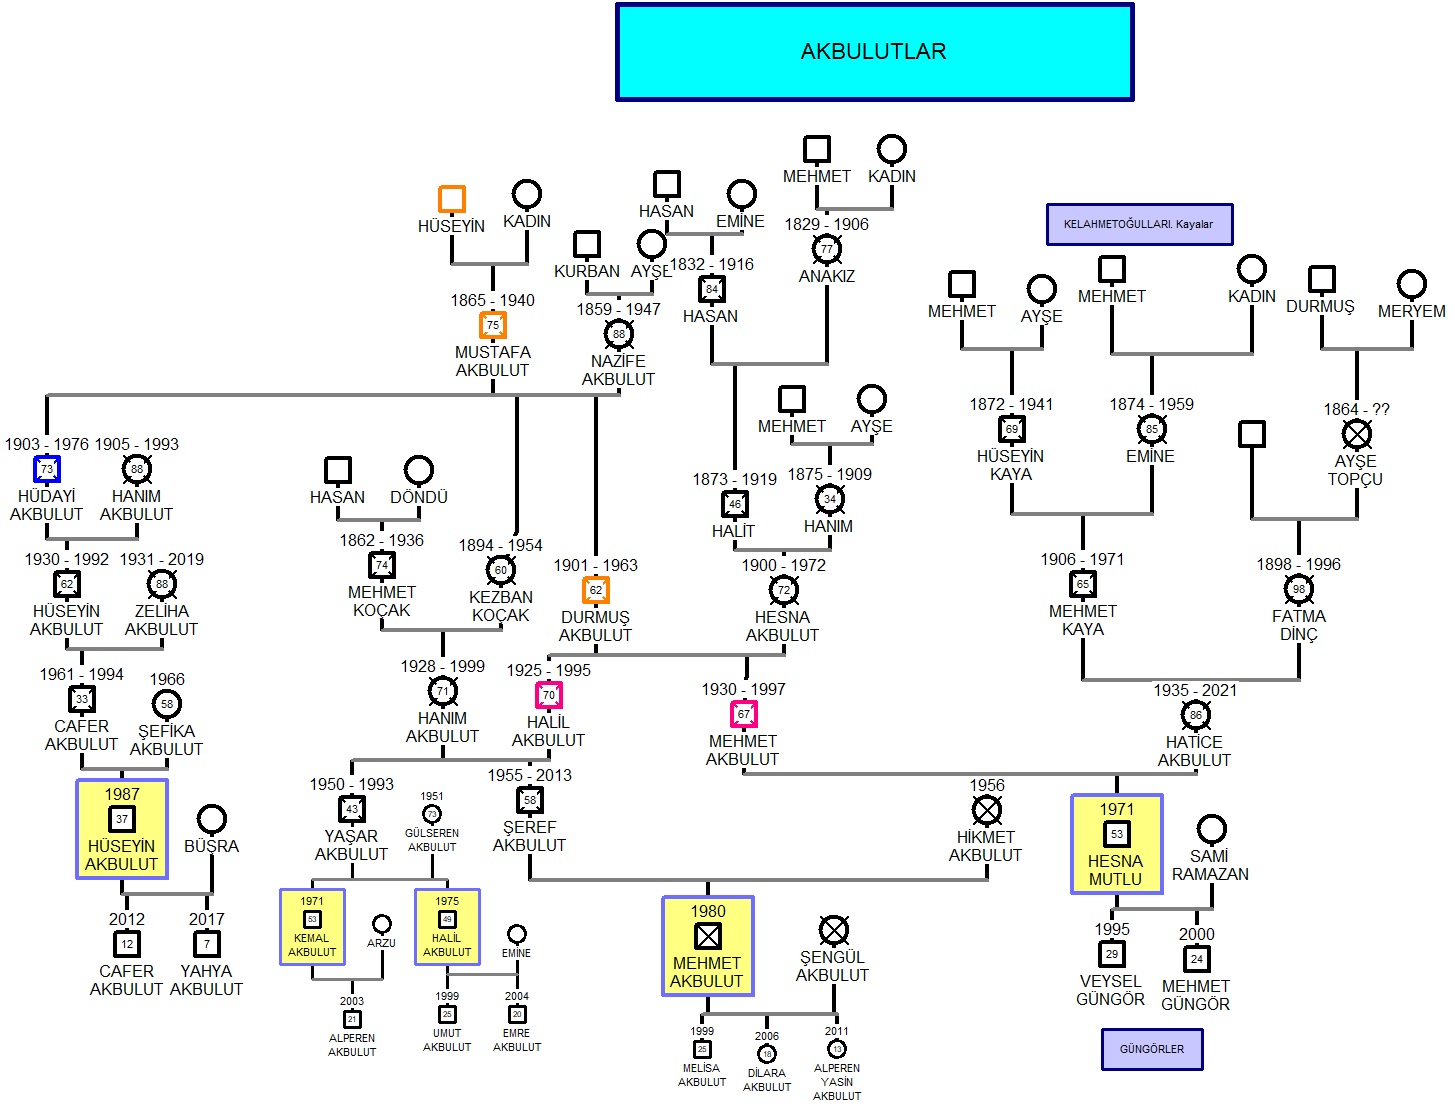 AKBULUTLAR
MEHMET
KADIN
HASAN
EMİNE
HÜSEYİN
KADIN
KURBAN
AYŞE
1829 - 1906
77
ANAKIZ
1832 - 1916
84
HASAN
KELAHMETOĞULLARI. Kayalar
MEHMET
AYŞE
MEHMET
KADIN
DURMUŞ
MERYEM
1865 - 1940
75
MUSTAFA
AKBULUT
1859 - 1947
88
NAZİFE
AKBULUT
MEHMET
AYŞE
1872 - 1941
69
HÜSEYİN
KAYA
1874 - 1959
85
EMİNE
1864 - ??
AYŞE
TOPÇU
1903 - 1976
73
HÜDAYİ
AKBULUT
1905 - 1993
88
HANIM
AKBULUT
HASAN
DÖNDÜ
1873 - 1919
46
HALİT
1875 - 1909
34
HANIM
1862 - 1936
74
MEHMET
KOÇAK
1894 - 1954
60
KEZBAN
KOÇAK
1930 - 1992
62
HÜSEYİN
AKBULUT
1931 - 2019
88
ZELİHA
AKBULUT
1901 - 1963
62
DURMUŞ
AKBULUT
1900 - 1972
72
HESNA
AKBULUT
1906 - 1971
65
MEHMET
KAYA
1898 - 1996
98
FATMA
DİNÇ
1961 - 1994
33
CAFER
AKBULUT
1966
58
ŞEFİKA
AKBULUT
1928 - 1999
71
HANIM
AKBULUT
1925 - 1995
70
HALİL
AKBULUT
1930 - 1997
67
MEHMET
AKBULUT
1935 - 2021
86
HATİCE
AKBULUT
1987
37
HÜSEYİN
AKBULUT
BÜŞRA
1950 - 1993
43
YAŞAR
AKBULUT
1951
73
GÜLSEREN
AKBULUT
1955 - 2013
58
ŞEREF
AKBULUT
1956
HİKMET
AKBULUT
1971
53
HESNA
MUTLU
SAMİ
RAMAZAN
2012
12
CAFER
AKBULUT
2017
7
YAHYA
AKBULUT
1971
53
KEMAL
AKBULUT
ARZU
1975
49
HALİL
AKBULUT
EMİNE
1980
MEHMET
AKBULUT
ŞENGÜL
AKBULUT
1995
29
VEYSEL
GÜNGÖR
2000
24
MEHMET
GÜNGÖR
2003
21
ALPEREN
AKBULUT
1999
25
UMUT
AKBULUT
2004
20
EMRE
AKBULUT
1999
25
MELİSA
AKBULUT
2006
18
DİLARA
AKBULUT
2011
13
ALPEREN
YASİN
AKBULUT
GÜNGÖRLER